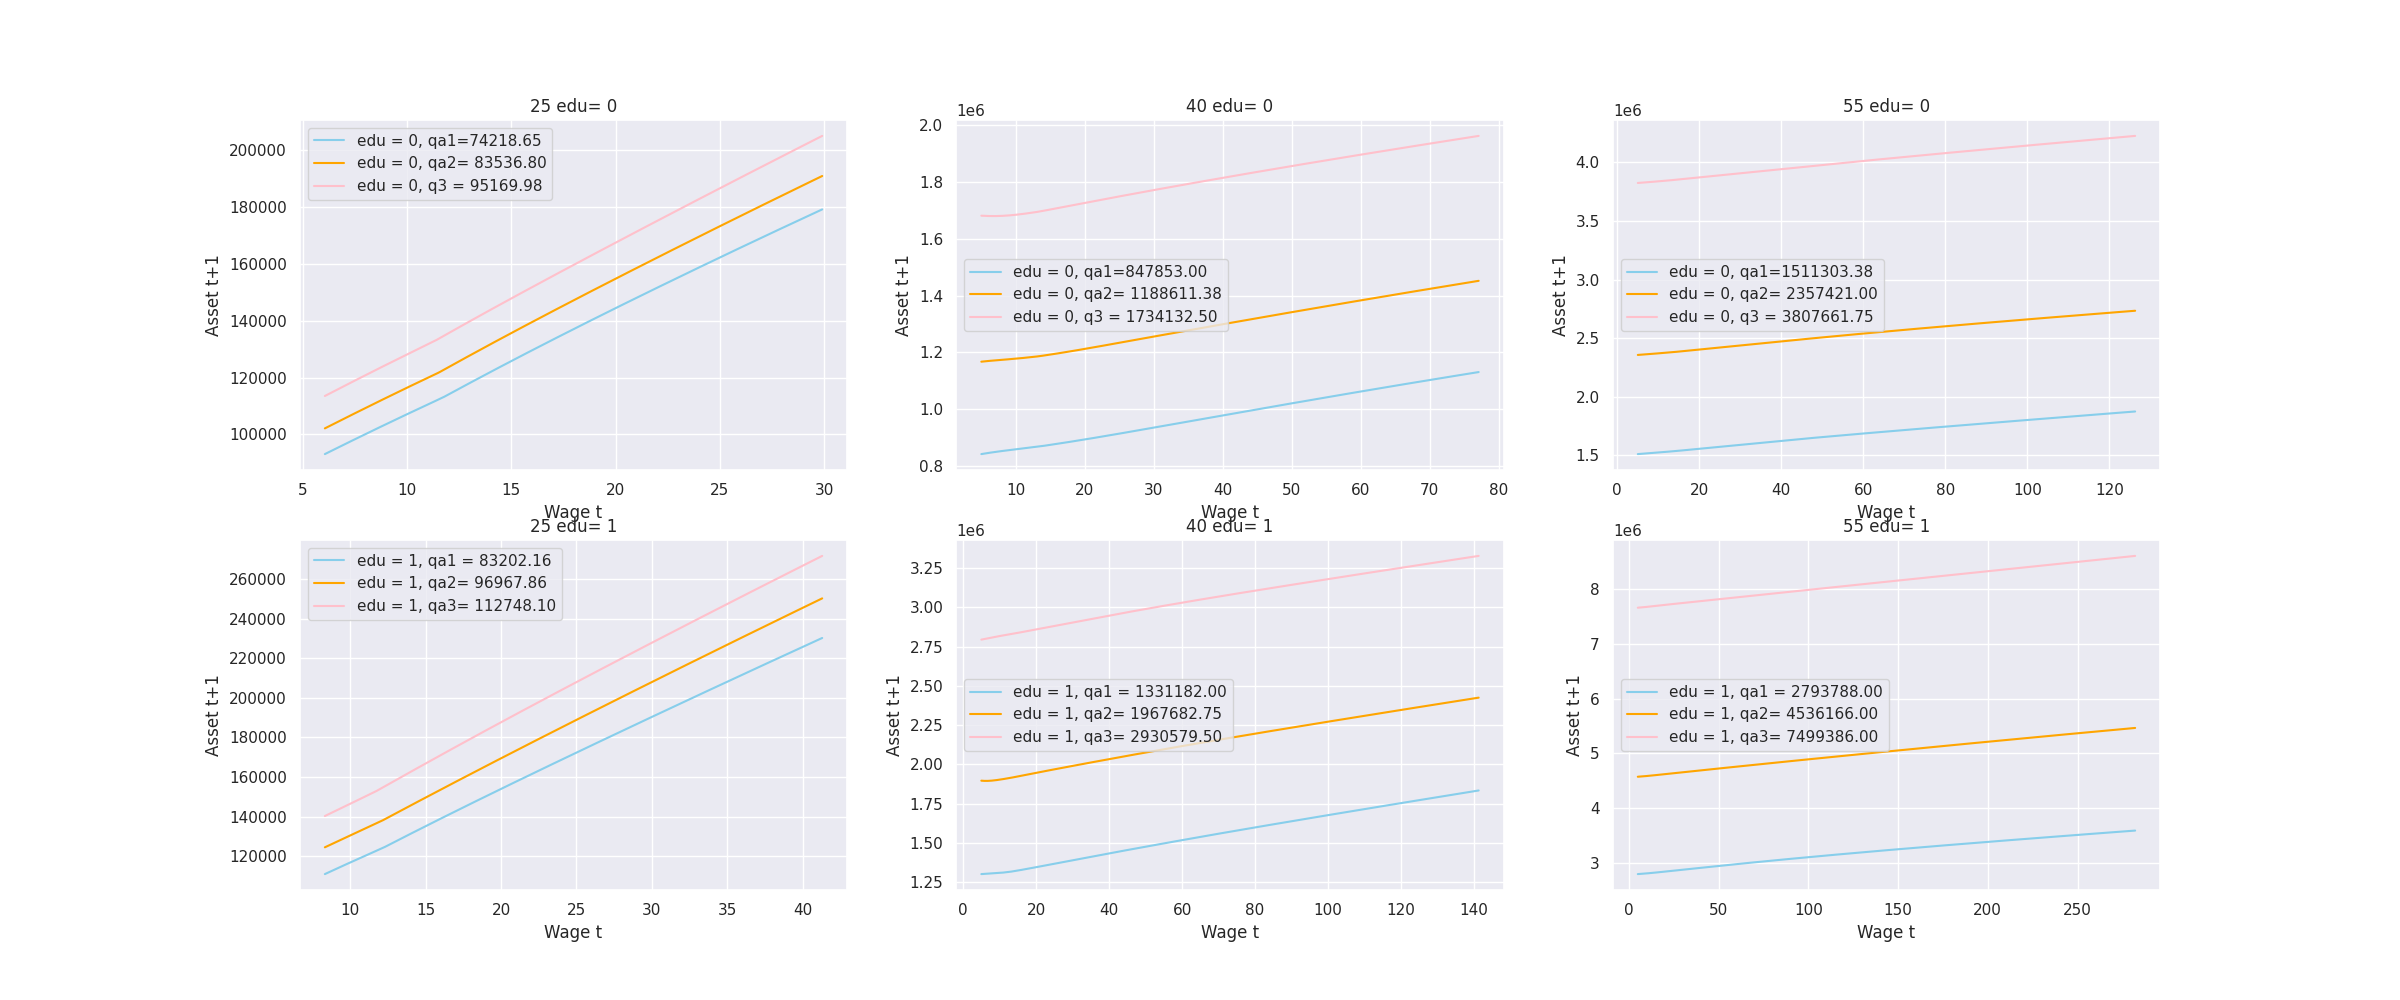 25 edu= 0
edu = 0, qa1=74218.65
edu = 0, qa2= 83536.80
edu = 0, q3 = 95169.98
Asset t+1
200000
180000
160000
140000
120000
100000
5 10 15 20 25 30
Wage t
1e6
40 edu= 0
edu = 0, qa1=847853.00
edu = 0, qa2= 1188611.38
edu = 0, q3 = 1734132.50
Asset t+1
2.0
1.8
1.6
1.4
1.2
1.0
0.8
10 20 30 40 50 60 70 80
Wage t
1e6
55 edu= 0
edu = 0, qa1=1511303.38
edu = 0, qa2= 2357421.00
edu = 0, q3 = 3807661.75
Asset t+1
4.0
3.5
3.0
2.5
2.0
1.5
0 20 40 60 80 100 120
Wage t
25 edu= 1
edu = 1, qa1 = 83202.16
edu = 1, qa2= 96967.86
edu = 1, qa3= 112748.10
Asset t+1
260000
240000
220000
200000
180000
160000
140000
120000
10 15 20 25 30 35 40
Wage t
1e6
40 edu= 1
edu = 1, qa1 = 1331182.00
edu = 1, qa2= 1967682.75
edu = 1, qa3= 2930579.50
Asset t+1
3.25
3.00
2.75
2.50
2.25
2.00
1.75
1.50
1.25
0 20 40 60 80 100 120 140
Wage t
1e6
55 edu= 1
edu = 1, qa1 = 2793788.00
edu = 1, qa2= 4536166.00
edu = 1, qa3= 7499386.00
Asset t+1
8
7
6
5
4
3
0 50 100 150 200 250
Wage t